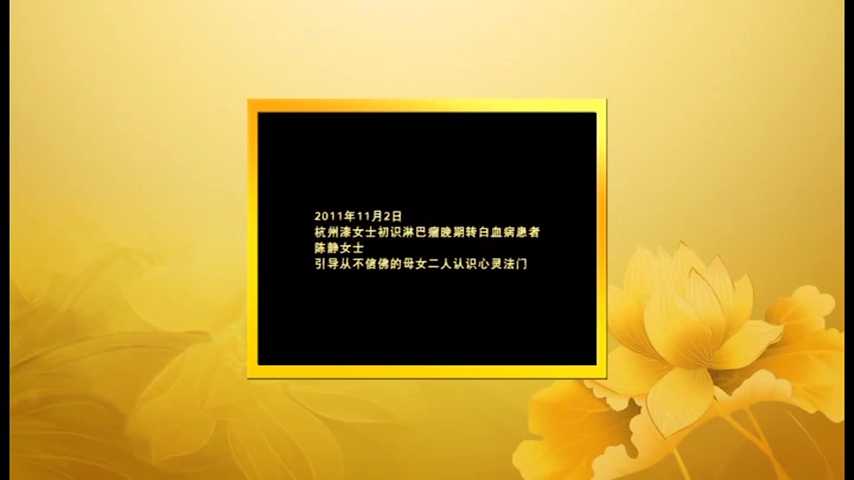 2011年11月2日
杭州漆女士初识淋巴瘤晚期转白血病患者
陈静女士
引导从不信佛的母女二人认识心灵法门